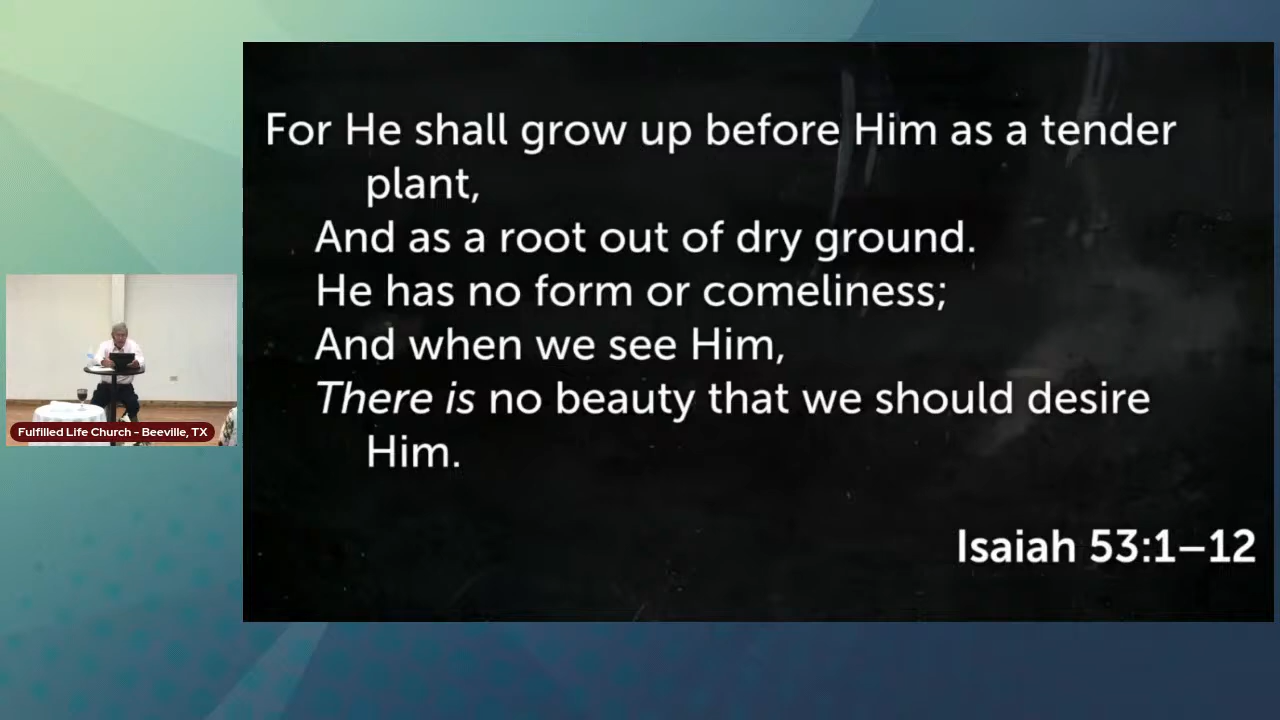 For He shall grow up before Him as a tender
plant,
And as a root out of dry ground.
He has no form or comeliness;
And when we see Him,
There is no beauty that we should desire
Him.
Isaiah 53:1–12
Fulfilled Life Church - Beeville, TX